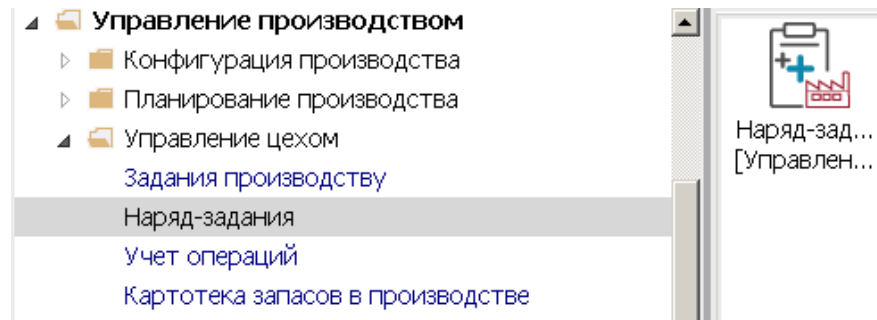 Управление производством
Конфигурация производства
Планирование производства
Управление цехом
Задания производству
Наряд-задания
Учет операций
Картотека запасов в производстве
Наряд-зад...
[Управлен...